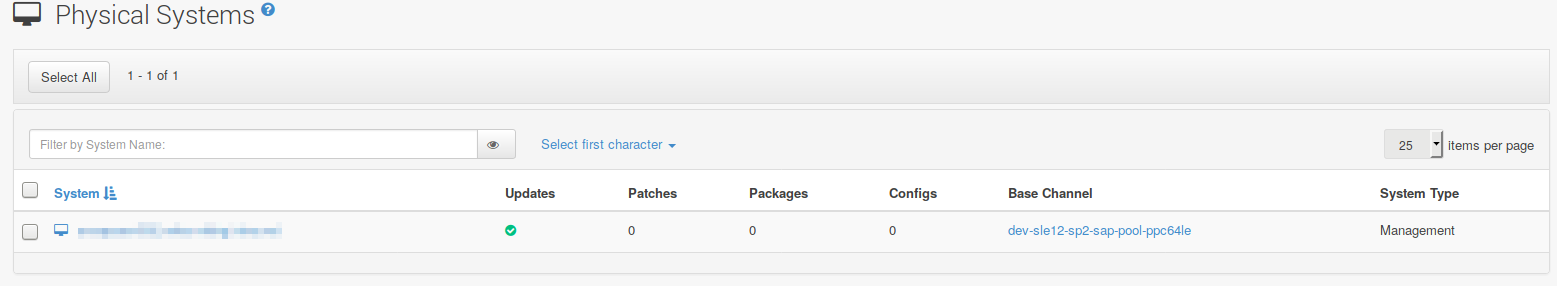 Physical Systems
Select All 1 - 1 of 1
Filter by System Name: Select first character 25 items per page
System Updates Patches Packages Configs Base Channel System Type
0 0 0 dev-sle12-sp2-sap-pool-ppc64le Management